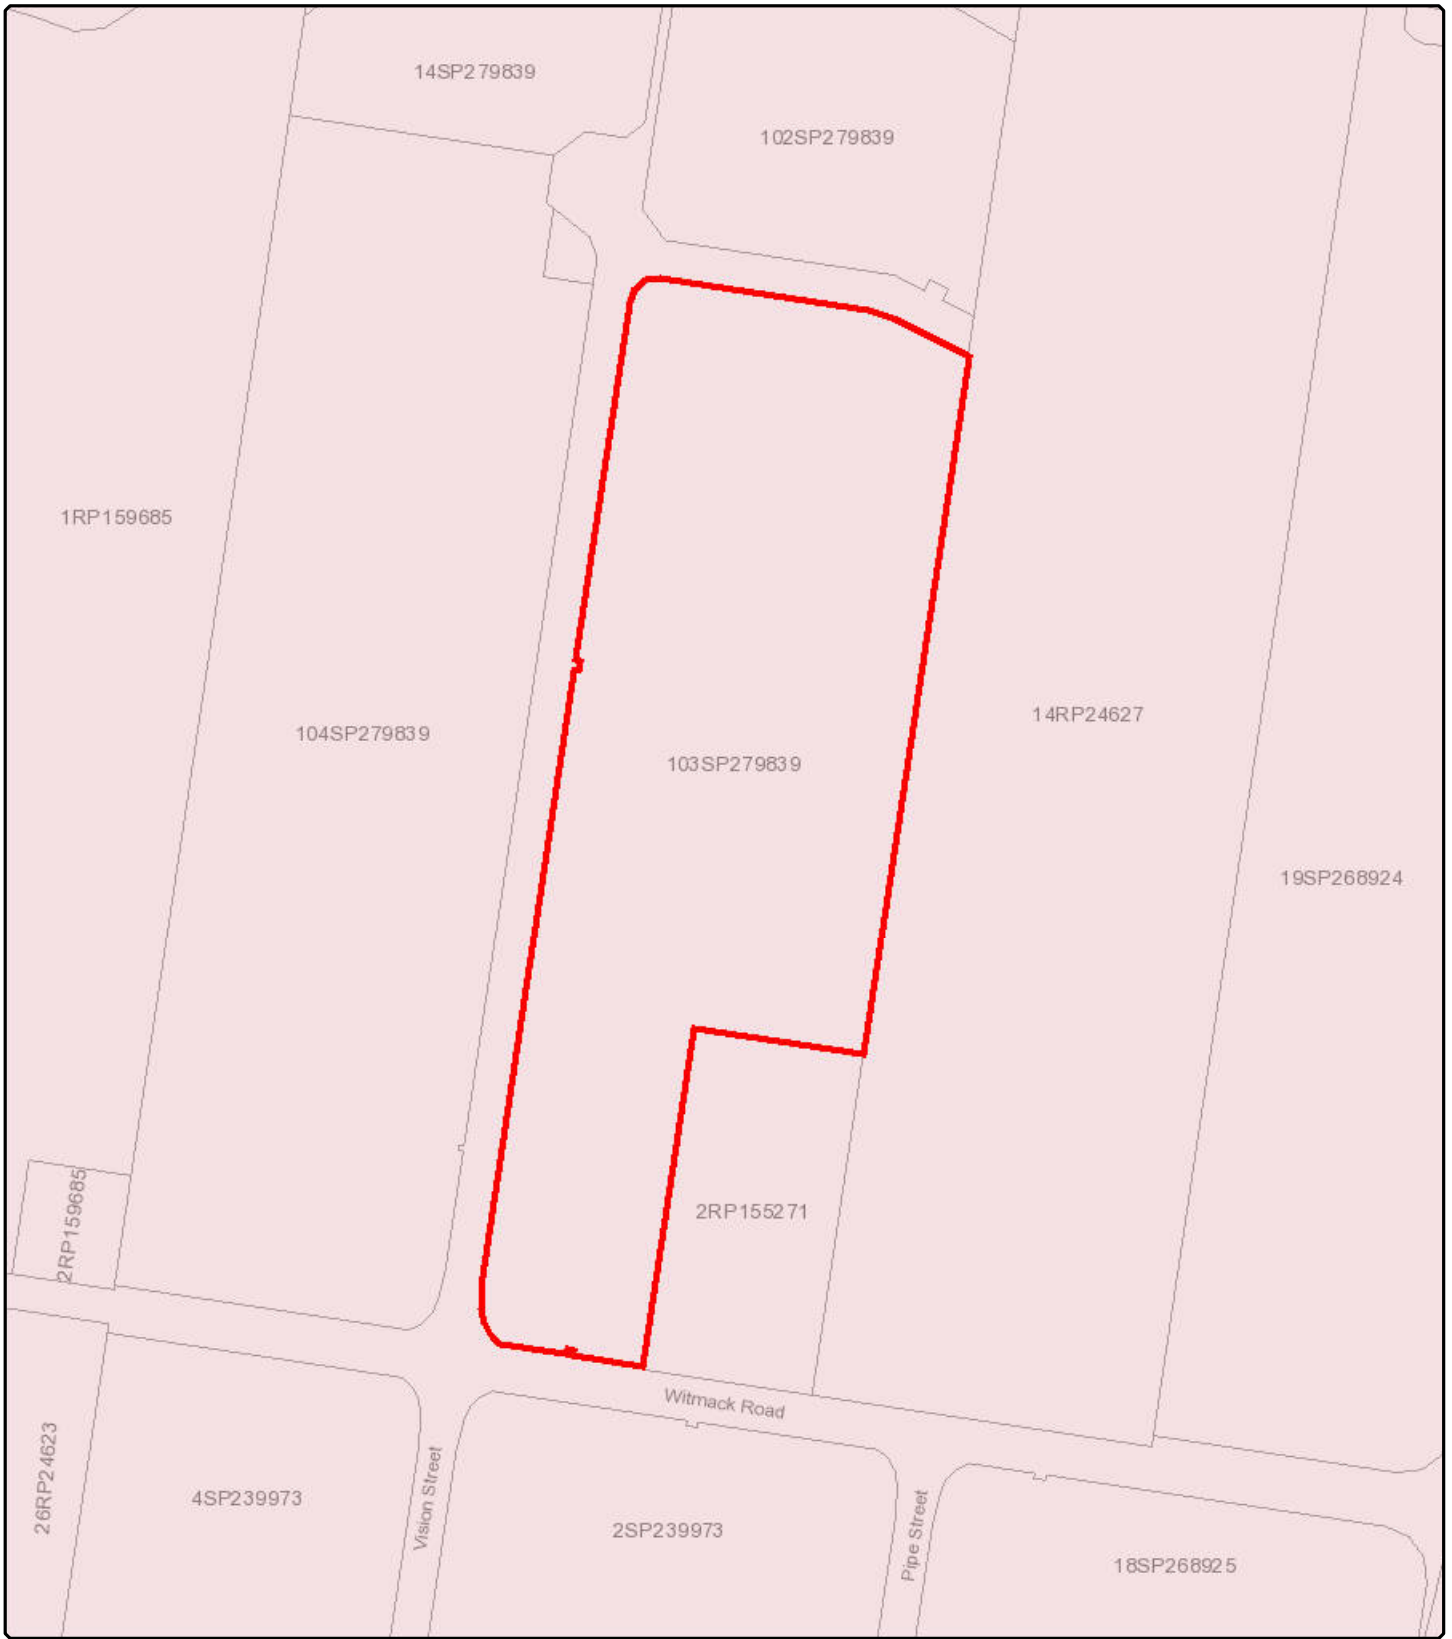 14SP279839
102SP279839
1RP159685
14RP24627
104SP279839
103SP279839
19SP268924
2RP159685
2RP155271
Witmack Road
26RP24623
Vision Street
4SP239973
2SP239973
Pipe Street
18SP268925